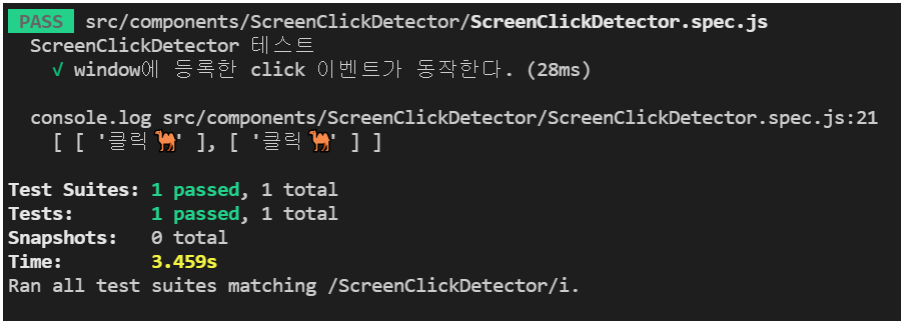 PASS src/components/ScreenClickDetector/ScreenClickDetector.spec.js
ScreenClickDetector 테스트
√ window에 등록한 click 이벤트가 동작한다. (28ms)
console.log src/components/ScreenClickDetector/ScreenClickDetector.spec.js:21
[ [ '클릭🐪' ], [ '클릭🐪' ] ]
Test Suites: 1 passed, 1 total
Tests: 1 passed, 1 total
Snapshots: 0 total
Time: 3.459s
Ran all test suites matching /ScreenClickDetector/i.